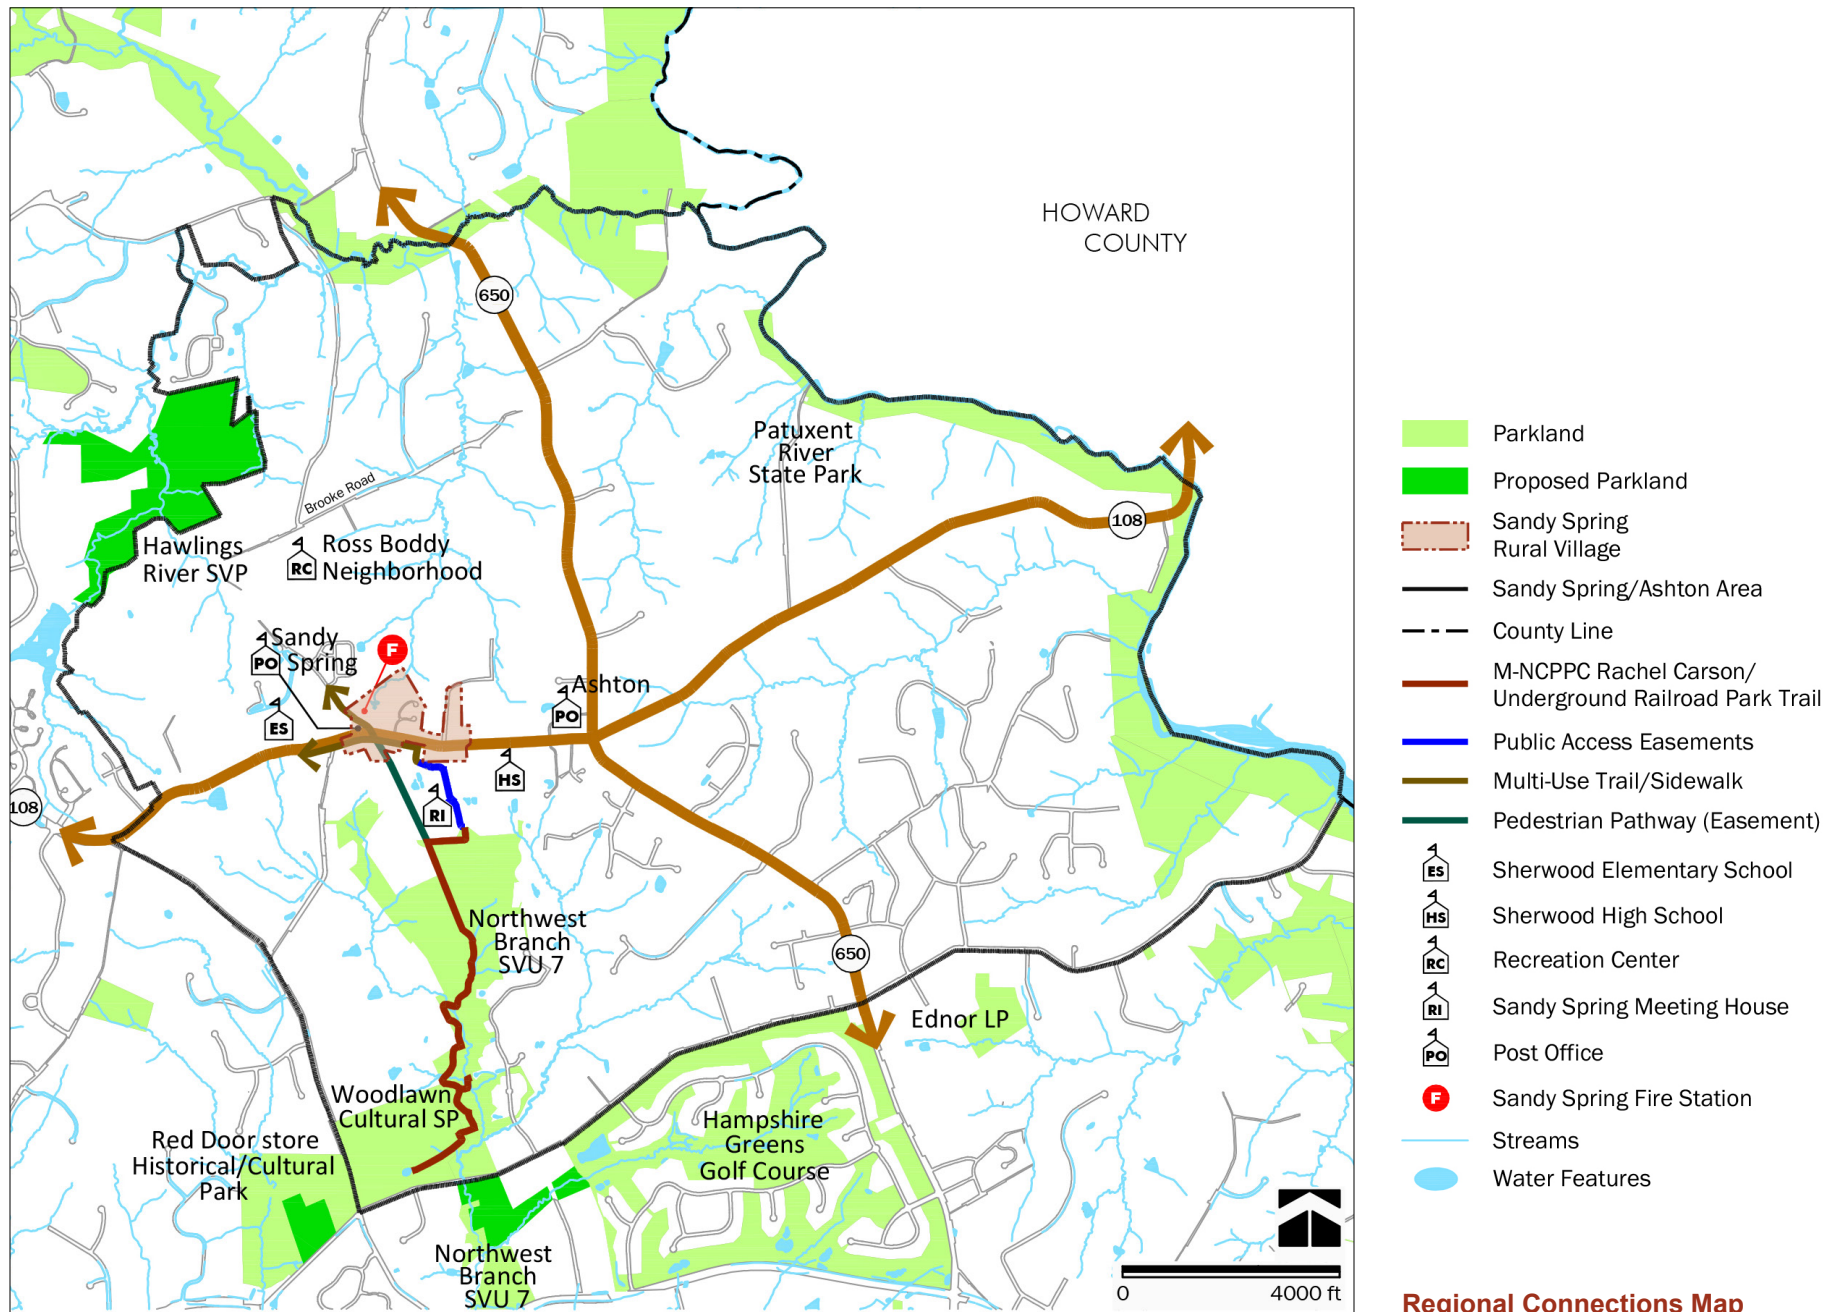 HOWARD
COUNTY
650
Patuxent
River
State Park
108
Brooke Road
Hawlings
River SVP
RC
Ross Boddy
Neighborhood
Sandy
Spring
PO
F
ES
Ashton
PO
HS
108
RI
Northwest
Branch
SVU 7
650
Ednor LP
Woodlawn
Cultural SP
Hampshire
Greens
Golf Course
Red Door store
Historical/Cultural
Park
Northwest
Branch
SVU 7
0 4000 ft
Parkland
Proposed Parkland
Sandy Spring
Rural Village
Sandy Spring/Ashton Area
County Line
M-NCPPC Rachel Carson/
Underground Railroad Park Trail
Public Access Easements
Multi-Use Trail/Sidewalk
Pedestrian Pathway (Easement)
ES Sherwood Elementary School
HS Sherwood High School
RC Recreation Center
RI Sandy Spring Meeting House
PO Post Office
F Sandy Spring Fire Station
Streams
Water Features
Regional Connections Map